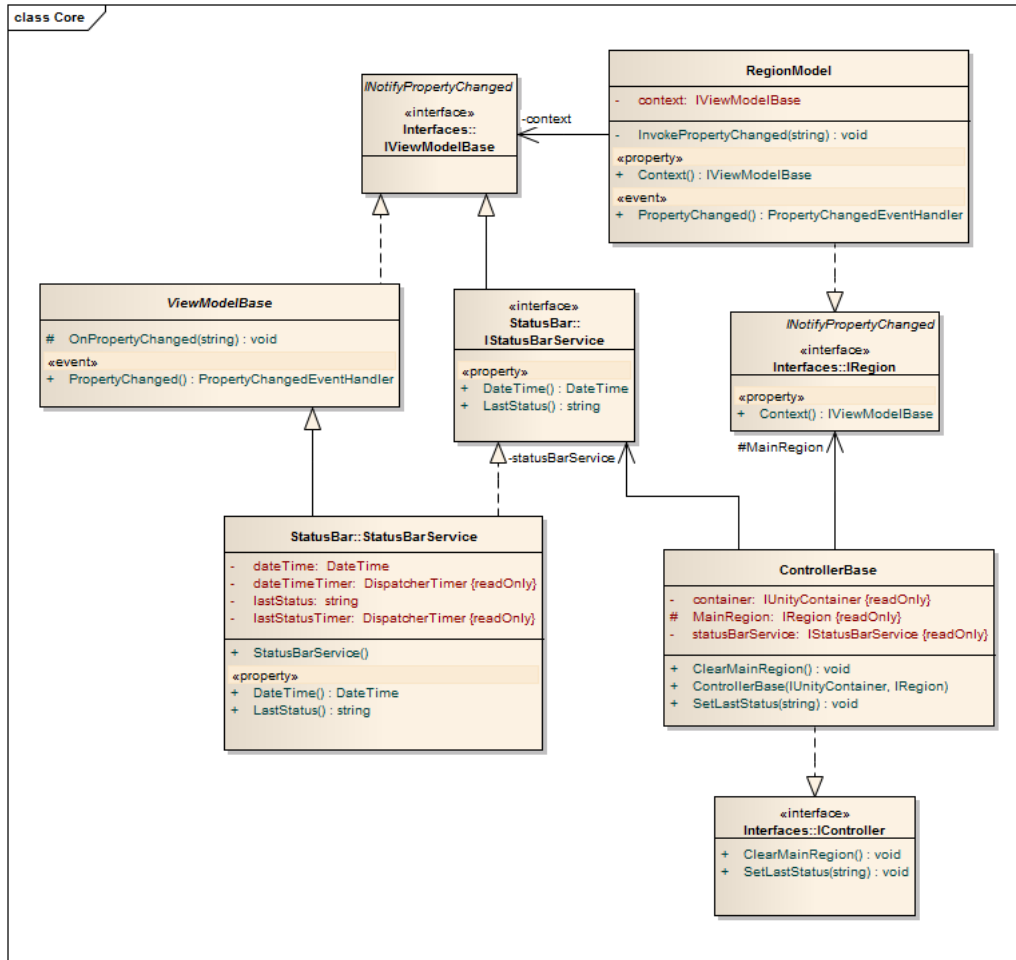 class Core
INotifyPropertyChanged
«interface»
Interfaces::
IViewModelBase
-context
RegionModel
- context: IViewModelBase
- InvokePropertyChanged(string) : void
«property»
+ Context() : IViewModelBase
«event»
+ PropertyChanged() : PropertyChangedEventHandler
ViewModelBase
# OnPropertyChanged(string) : void
«event»
+ PropertyChanged() : PropertyChangedEventHandler
«interface»
StatusBar::
IStatusBarService
«property»
+ DateTime() : DateTime
+ LastStatus() : string
INotifyPropertyChanged
«interface»
Interfaces::IRegion
«property»
+ Context() : IViewModelBase
-statusBarService
#MainRegion
StatusBar::StatusBarService
- dateTime: DateTime
- dateTimeTimer: DispatcherTimer {readOnly}
- lastStatus: string
- lastStatusTimer: DispatcherTimer {readOnly}
+ StatusBarService()
«property»
+ DateTime() : DateTime
+ LastStatus() : string
ControllerBase
- container: IUnityContainer {readOnly}
# MainRegion: IRegion {readOnly}
- statusBarService: IStatusBarService {readOnly}
+ ClearMainRegion() : void
+ ControllerBase(IUnityContainer, IRegion)
+ SetLastStatus(string) : void
«interface»
Interfaces::IController
+ ClearMainRegion() : void
+ SetLastStatus(string) : void